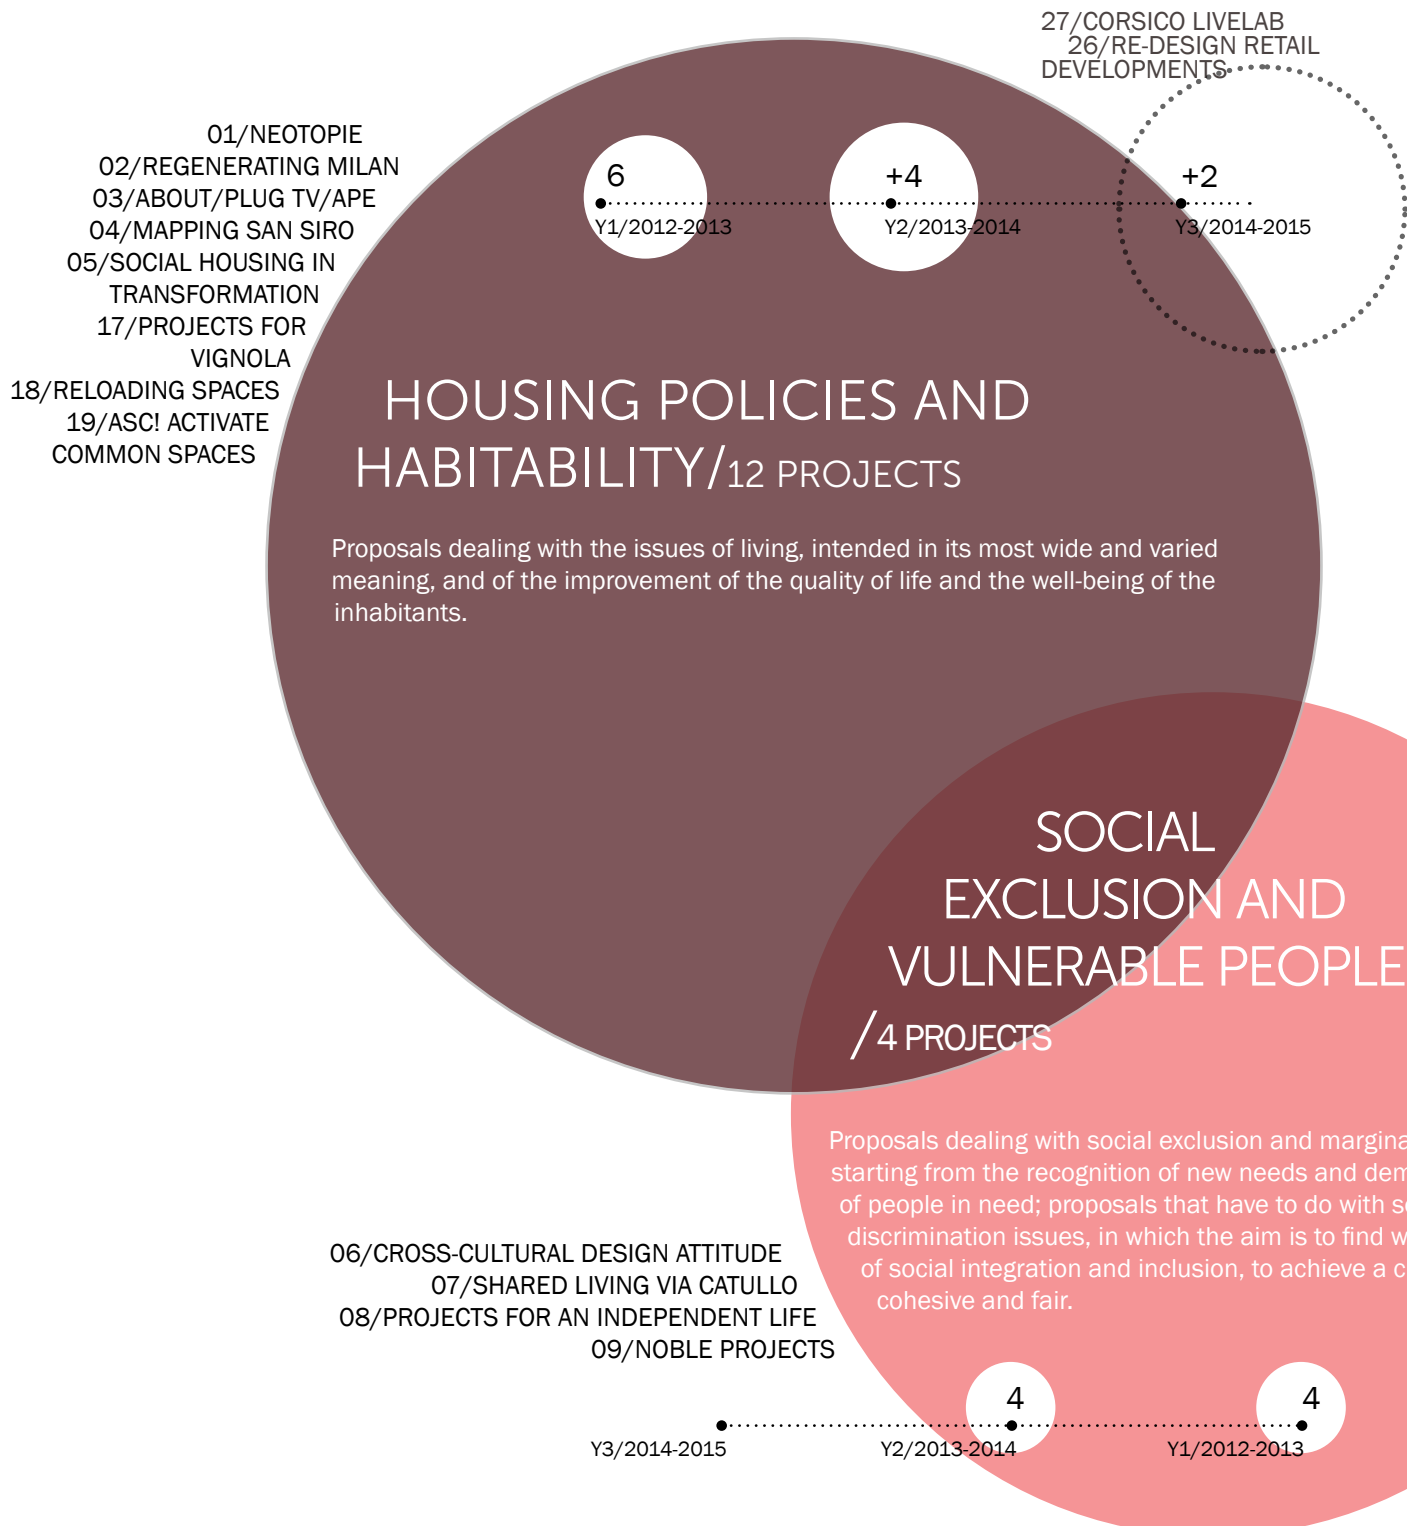 27/CORSICO LIVELAB
26/RE-DESIGN RETAIL
DEVELOPMENTS
01/NEOTOPIE
02/REGENERATING MILAN
03/ABOUT/PLUG TV/APE
04/MAPPING SAN SIRO
05/SOCIAL HOUSING IN
TRANSFORMATION
17/PROJECTS FOR
VIGNOLA
18/RELOADING SPACES
19/ASC! ACTIVATE
COMMON SPACES
6
+4
+2
Y1/2012-2013
Y2/2013-2014
Y3/2014-2015
HOUSING POLICIES AND
HABITABILITY/12 PROJECTS
Proposals dealing with the issues of living, intended in its most wide and varied
meaning, and of the improvement of the quality of life and the well-being of the
inhabitants.
SOCIAL
EXCLUSION AND
VULNERABLE PEOPLE
/4 PROJECTS
Proposals dealing with social exclusion and
starting from the recognition of new needs and
of people in need; proposals that have to do with
discrimination issues, in which the aim is to find
of social integration and inclusion, to achieve a
cohesive and fair.
06/CROSS-CULTURAL DESIGN ATTITUDE
07/SHARED LIVING VIA CATULLO
08/PROJECTS FOR AN INDEPENDENT LIFE
09/NOBLE PROJECTS
4
4
Y3/2014-2015
Y2/2013-2014
Y1/2012-2013